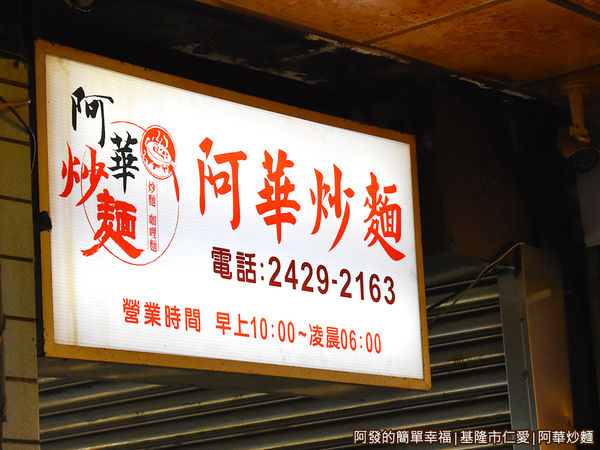 阿華
炒麵
炒麵 咖哩麵
阿華炒麵
電話:2429-2163
營業時間 早上10:00~凌晨06:00
阿發的簡單幸福|基隆市仁愛|阿華炒麵